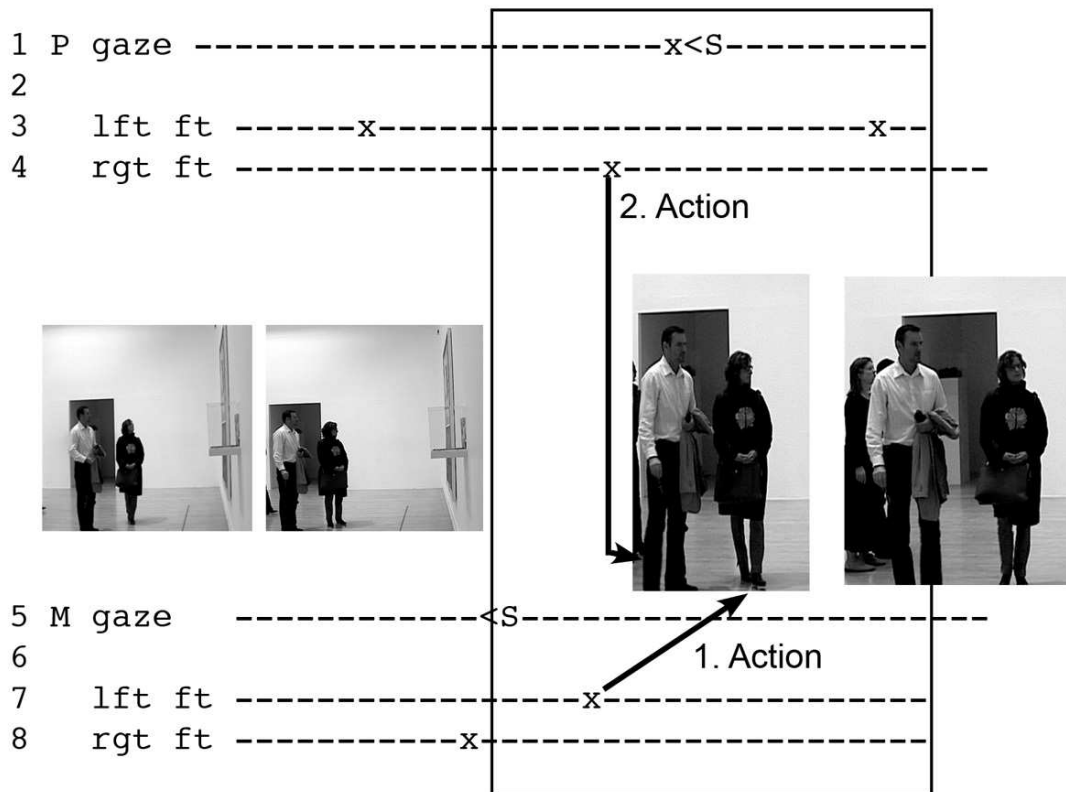 1 P gaze ------------------------x<S-----------
2
3   lft ft -------x-------------------------x---
4   rgt ft --------------------x---------------------
2. Action
5 M gaze --------------<S--------------------------
6
1. Action
7   lft ft -------------------x------------------
8   rgt ft ------------x-------------------------